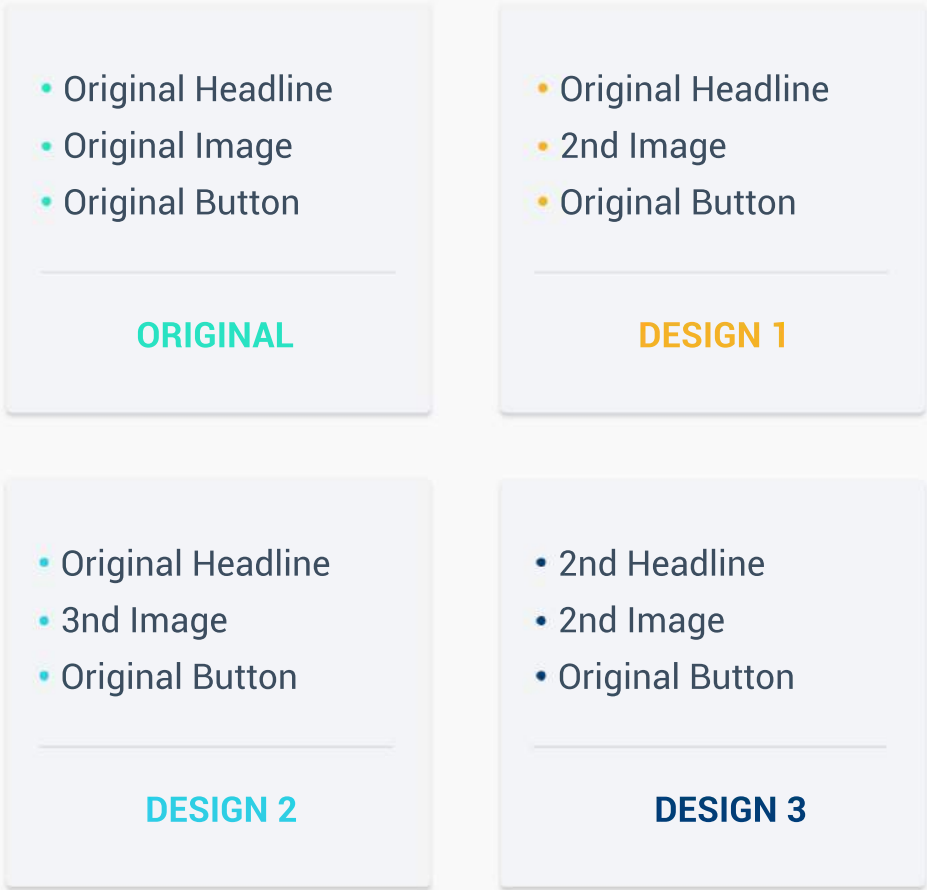 • Original Headline
• Original Image
• Original Button
ORIGINAL
• Original Headline
• 2nd Image
• Original Button
DESIGN 1
• Original Headline
• 3nd Image
• Original Button
DESIGN 2
• 2nd Headline
• 2nd Image
• Original Button
DESIGN 3